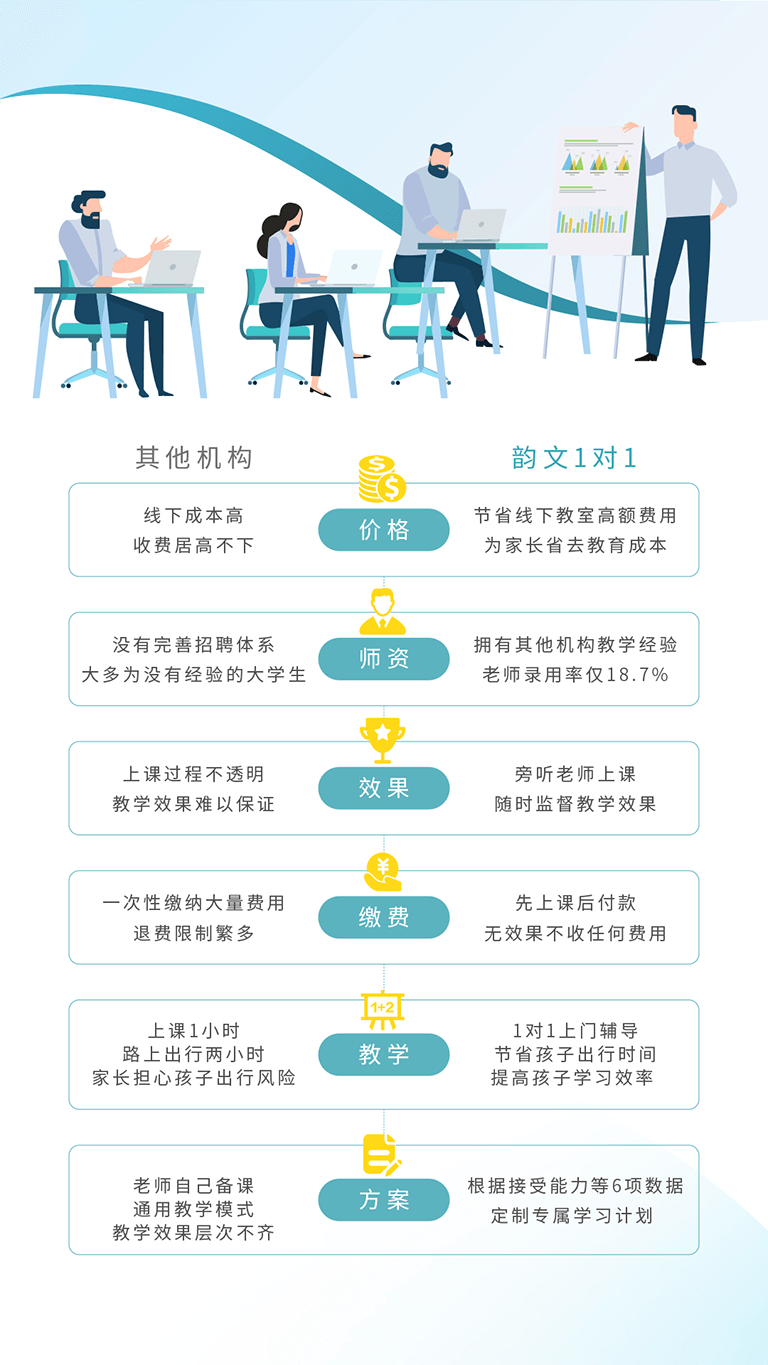 其他机构
韵文1对1
价格
线下成本高
收费居高不下
节省线下教室高额费用
为家长省去教育成本
师资
没有完善招聘体系
大多为没有经验的大学生
拥有其他机构教学经验
老师录用率仅18.7%
效果
上课过程不透明
教学效果难以保证
旁听老师上课
随时监督教学效果
缴费
一次性缴纳大量费用
退费限制繁多
先上课后付款
无效果不收任何费用
1+2
教学
上课1小时
路上出行两小时
家长担心孩子出行风险
1对1上门辅导
节省孩子出行时间
提高孩子学习效率
方案
老师自己备课
通用教学模式
教学效果层次不齐
根据接受能力等6项数据
定制专属学习计划